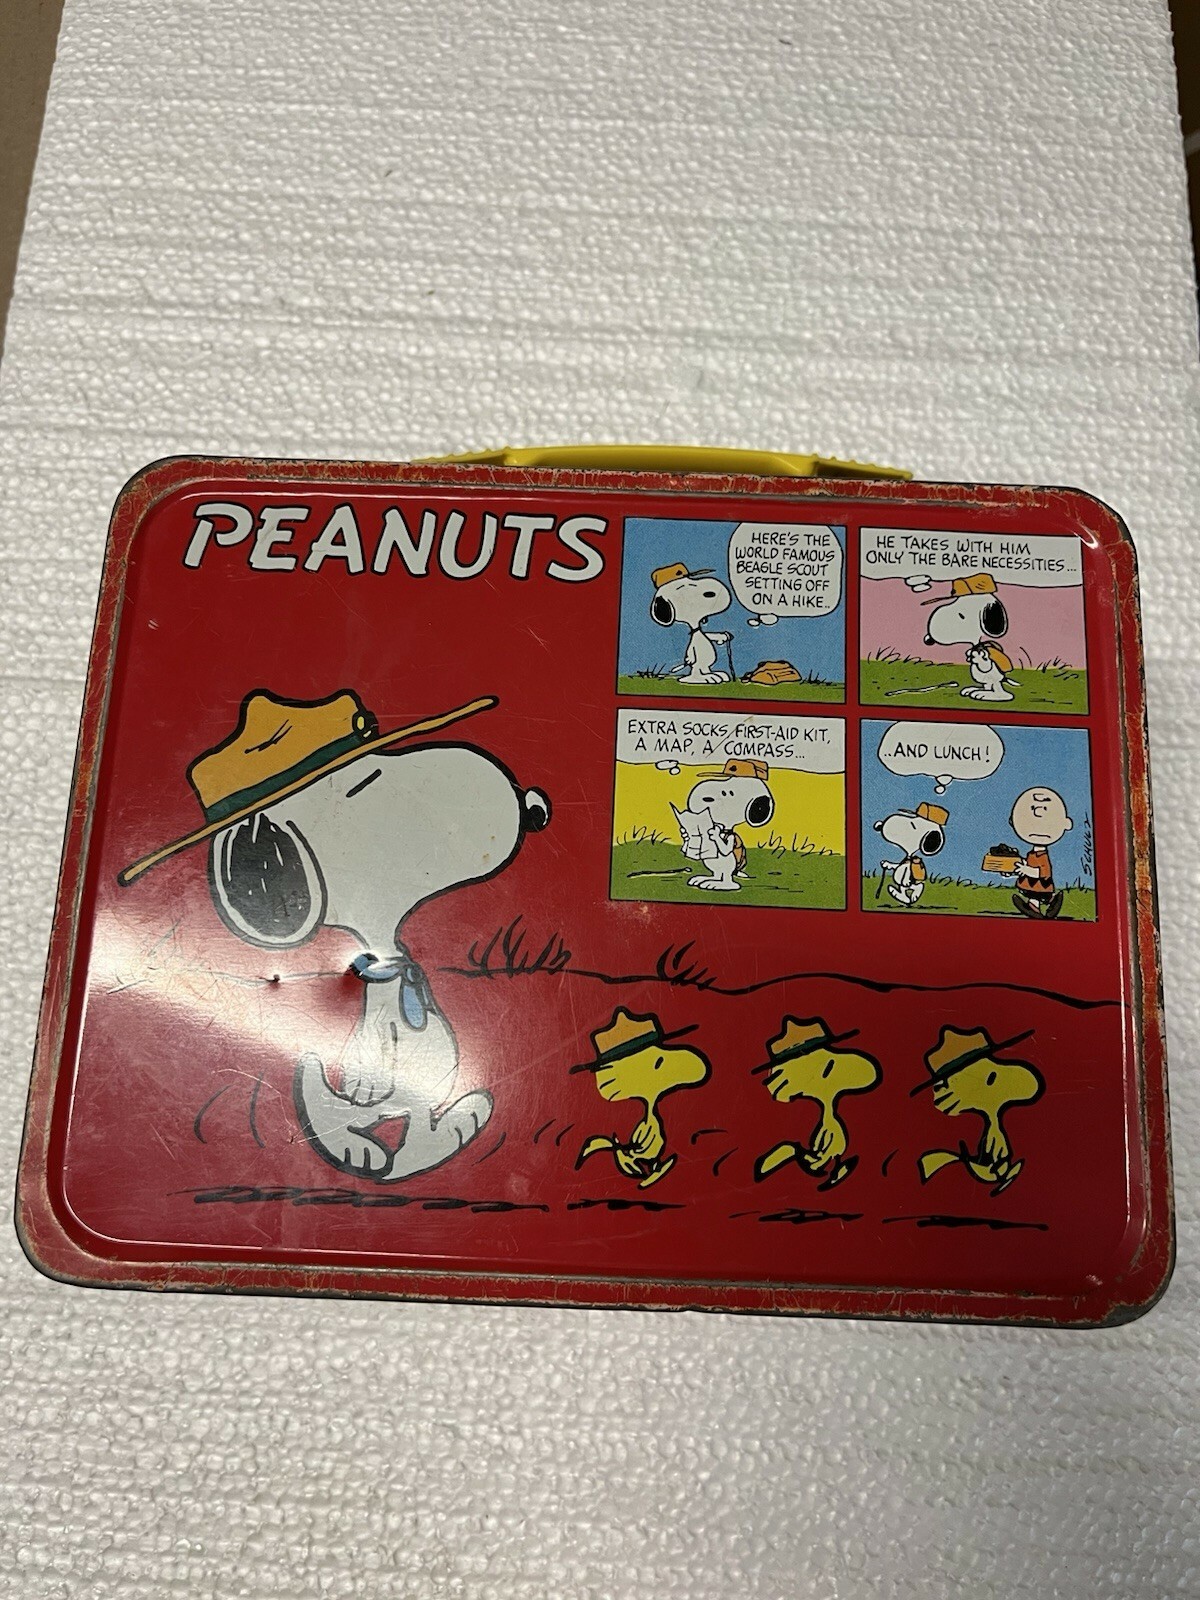 PEANUTS
HERE'S THE
WORLD FAMOUS
BEAGLE SCOUT
SETTING OFF
ON A HIKE..
HE TAKES WITH HIM
ONLY THE BARE NECESSITIES...
EXTRA SOCKS, FIRST-AID KIT,
A MAP, A COMPASS...
..AND LUNCH!
SCHULZ